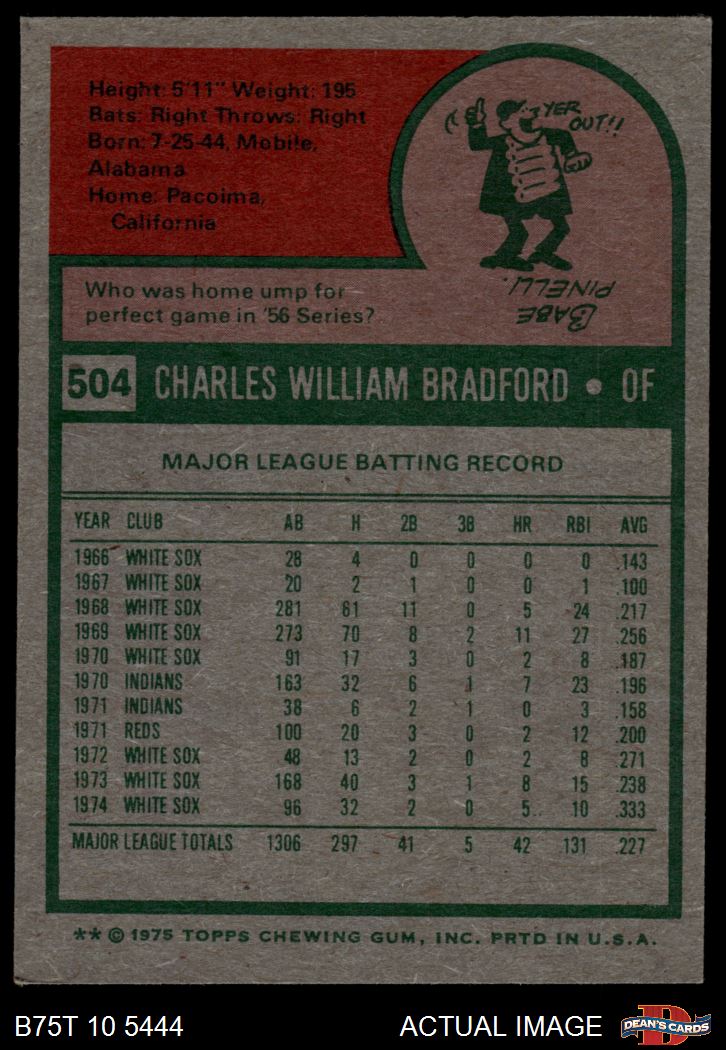 Height: 5'11" Weight: 195
Bats: Right Throws: Right
Born: 7-25-44, Mobile,
Alabama
Home: Pacoima,
California
YER
OUT!!
Who was home ump for
perfect game in '56 Series?
BABE
PINELLI.
504 CHARLES WILLIAM BRADFORD • OF
MAJOR LEAGUE BATTING RECORD
YEAR CLUB AB H 2B 3B HR RBI AVG
1966 WHITE SOX 28 4 0 0 0 0 .143
1967 WHITE SOX 20 2 1 0 0 1 .100
1968 WHITE SOX 281 61 11 0 5 24 .217
1969 WHITE SOX 273 70 8 2 11 27 .256
1970 WHITE SOX 91 17 3 0 2 8 .187
1970 INDIANS 163 32 6 1 7 23 .196
1971 INDIANS 38 6 2 1 0 3 .158
1971 REDS 100 20 3 0 2 12 .200
1972 WHITE SOX 48 13 2 0 2 8 .271
1973 WHITE SOX 168 40 3 1 8 15 .238
1974 WHITE SOX 96 32 2 0 5 10 .333
MAJOR LEAGUE TOTALS 1306 297 41 5 42 131 .227
** © 1975 TOPPS CHEWING GUM, INC. PRTD IN U.S.A.
B75T 10 5444 ACTUAL IMAGE D DEAN'S CARDS